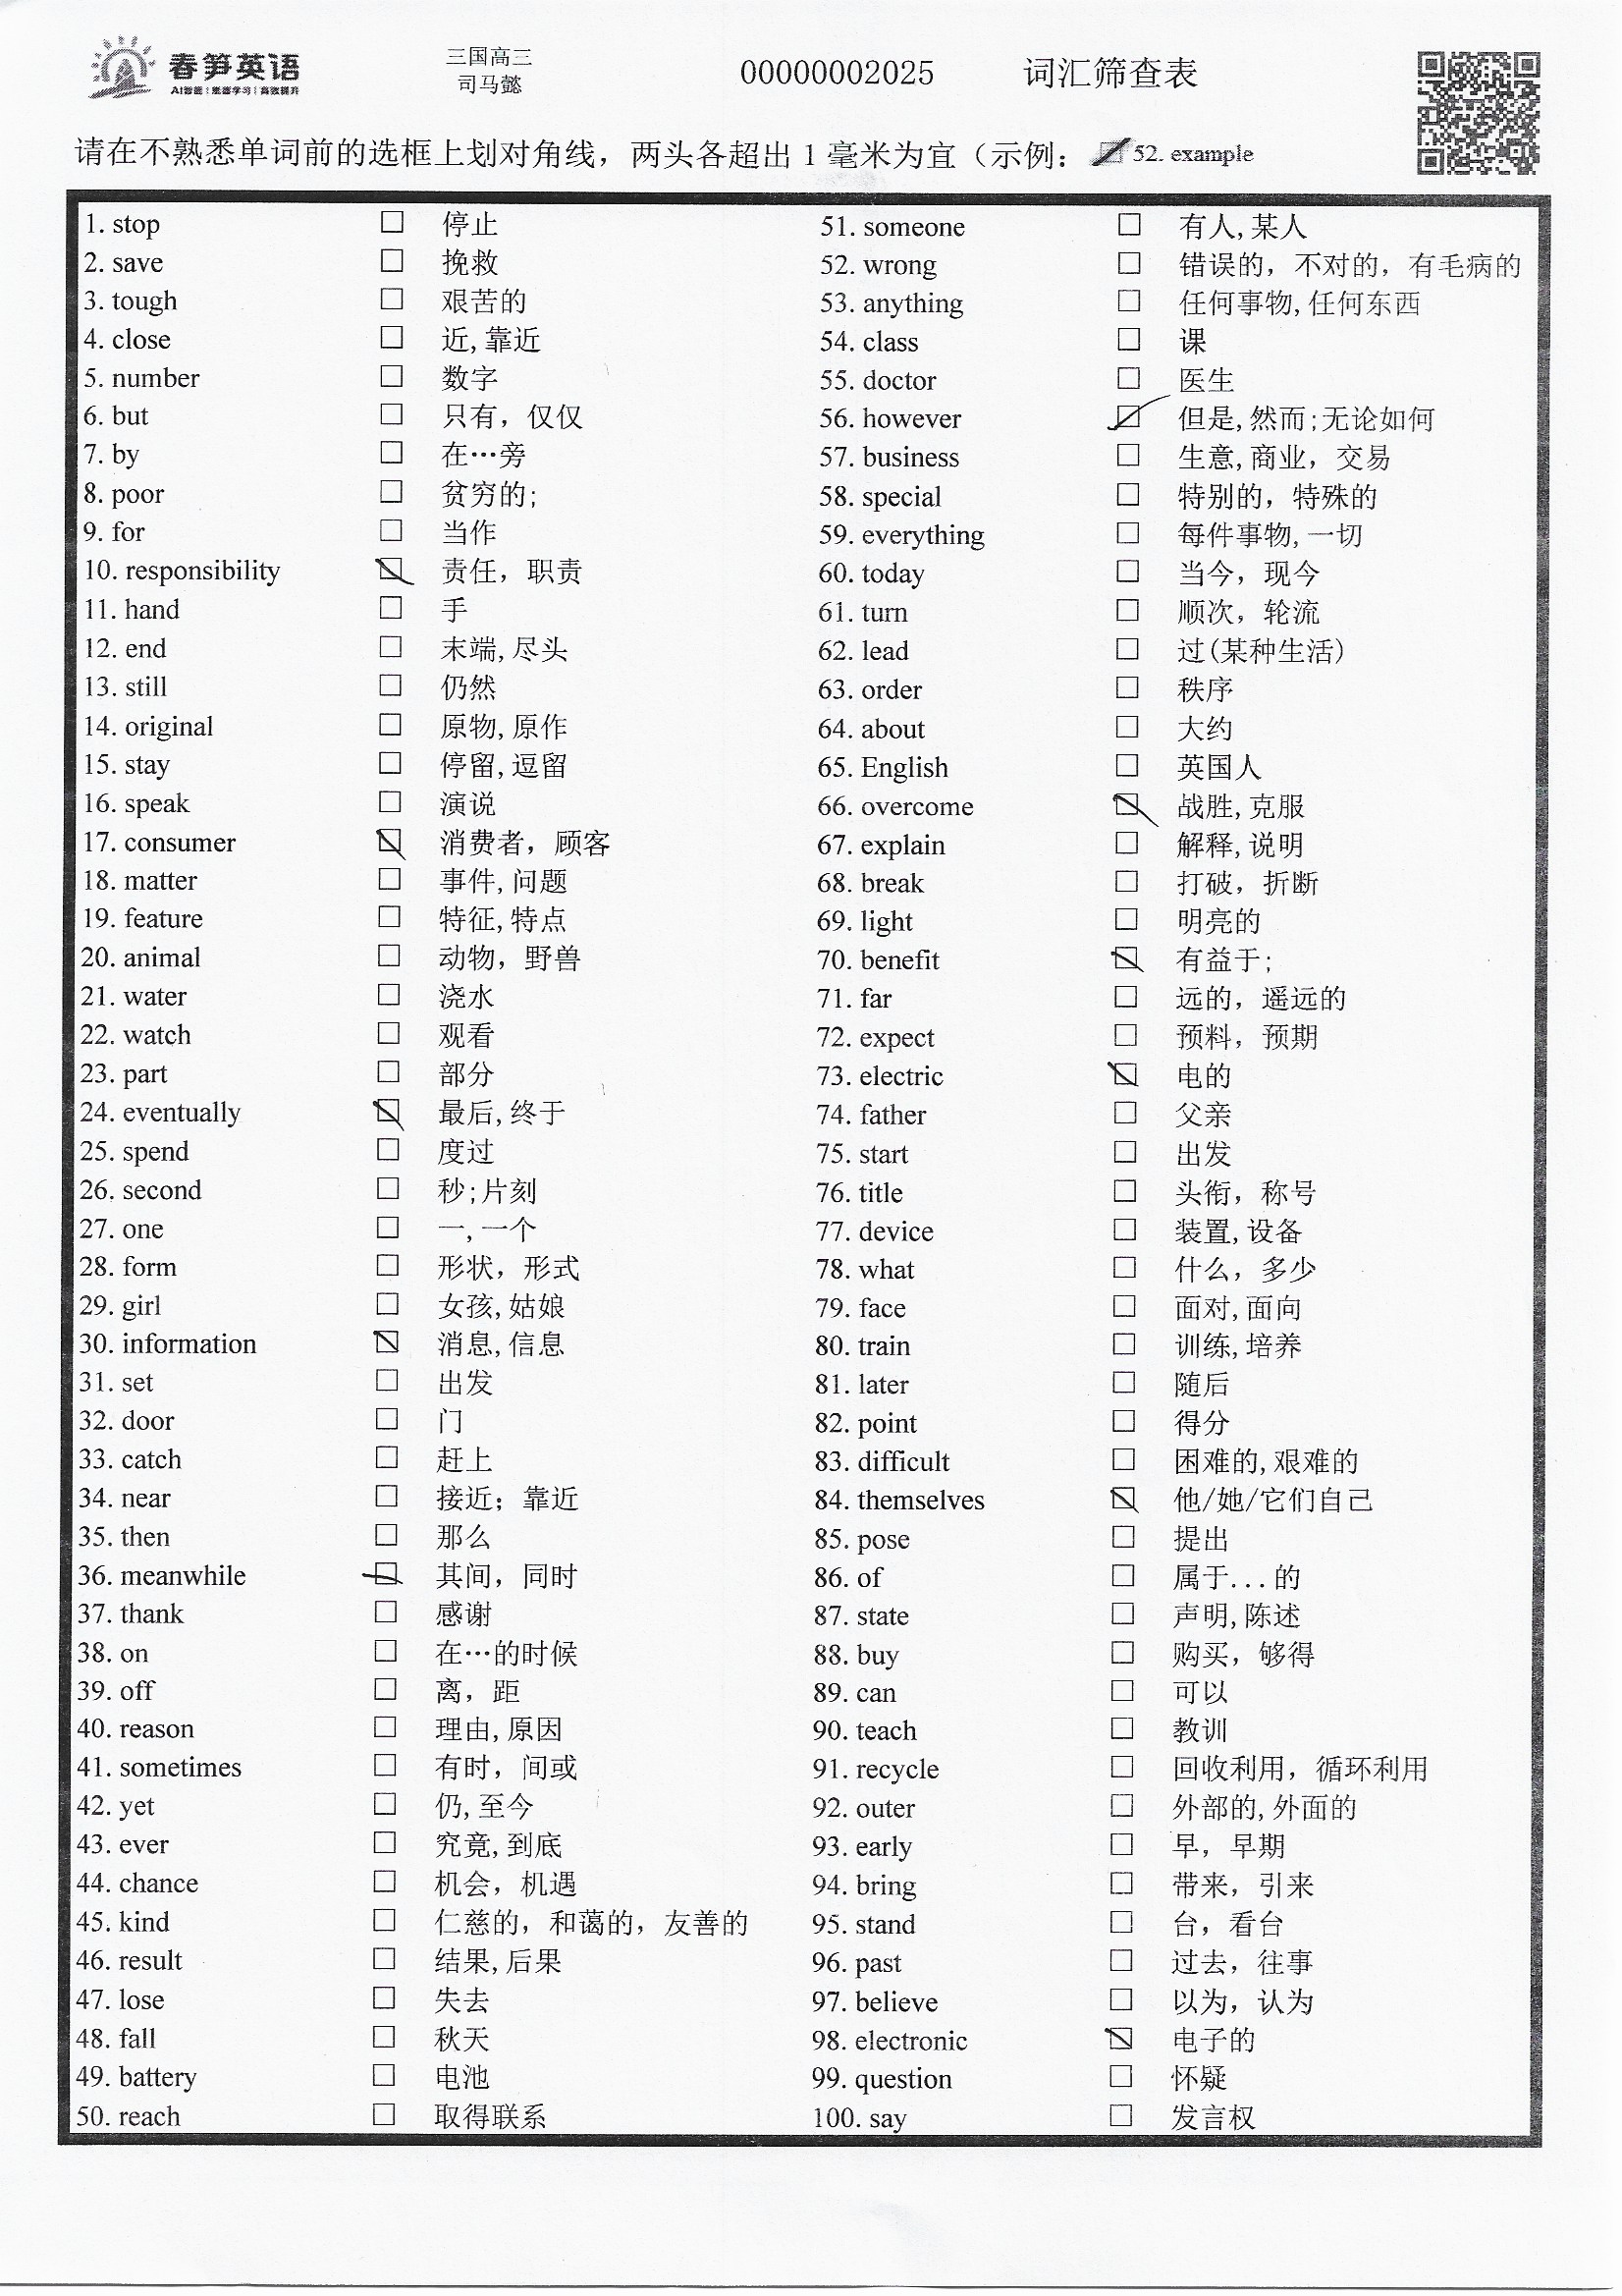 春笋英语
AI智能|思维学习|高效提升
三国高三
司马懿
00000002025
词汇筛查表
请在不熟悉单词前的选框上划对角线，两头各超出1毫米为宜（示例：☑ 52. example
1. stop ☐ 停止
2. save ☐ 挽救
3. tough ☐ 艰苦的
4. close ☐ 近,靠近
5. number ☐ 数字
6. but ☐ 只有，仅仅
7. by ☐ 在…旁
8. poor ☐ 贫穷的;
9. for ☐ 当作
10. responsibility ☑ 责任，职责
11. hand ☐ 手
12. end ☐ 末端,尽头
13. still ☐ 仍然
14. original ☐ 原物,原作
15. stay ☐ 停留,逗留
16. speak ☐ 演说
17. consumer ☑ 消费者，顾客
18. matter ☐ 事件,问题
19. feature ☐ 特征,特点
20. animal ☐ 动物，野兽
21. water ☐ 浇水
22. watch ☐ 观看
23. part ☐ 部分
24. eventually ☑ 最后,终于
25. spend ☐ 度过
26. second ☐ 秒;片刻
27. one ☐ 一,一个
28. form ☐ 形状，形式
29. girl ☐ 女孩,姑娘
30. information ☑ 消息,信息
31. set ☐ 出发
32. door ☐ 门
33. catch ☐ 赶上
34. near ☐ 接近；靠近
35. then ☐ 那么
36. meanwhile ☑ 其间，同时
37. thank ☐ 感谢
38. on ☐ 在…的时候
39. off ☐ 离，距
40. reason ☐ 理由,原因
41. sometimes ☐ 有时，间或
42. yet ☐ 仍,至今
43. ever ☐ 究竟,到底
44. chance ☐ 机会，机遇
45. kind ☐ 仁慈的，和蔼的，友善的
46. result ☐ 结果,后果
47. lose ☐ 失去
48. fall ☐ 秋天
49. battery ☐ 电池
50. reach ☐ 取得联系
51. someone ☐ 有人,某人
52. wrong ☐ 错误的，不对的，有毛病的
53. anything ☐ 任何事物,任何东西
54. class ☐ 课
55. doctor ☐ 医生
56. however ☑ 但是,然而;无论如何
57. business ☐ 生意,商业，交易
58. special ☐ 特别的，特殊的
59. everything ☐ 每件事物,一切
60. today ☐ 当今，现今
61. turn ☐ 顺次，轮流
62. lead ☐ 过(某种生活)
63. order ☐ 秩序
64. about ☐ 大约
65. English ☐ 英国人
66. overcome ☑ 战胜,克服
67. explain ☐ 解释,说明
68. break ☐ 打破，折断
69. light ☐ 明亮的
70. benefit ☑ 有益于;
71. far ☐ 远的，遥远的
72. expect ☐ 预料，预期
73. electric ☑ 电的
74. father ☐ 父亲
75. start ☐ 出发
76. title ☐ 头衔，称号
77. device ☐ 装置,设备
78. what ☐ 什么，多少
79. face ☐ 面对,面向
80. train ☐ 训练,培养
81. later ☐ 随后
82. point ☐ 得分
83. difficult ☐ 困难的,艰难的
84. themselves ☑ 他/她/它们自己
85. pose ☐ 提出
86. of ☐ 属于...的
87. state ☐ 声明,陈述
88. buy ☐ 购买，够得
89. can ☐ 可以
90. teach ☐ 教训
91. recycle ☐ 回收利用，循环利用
92. outer ☐ 外部的,外面的
93. early ☐ 早，早期
94. bring ☐ 带来，引来
95. stand ☐ 台，看台
96. past ☐ 过去，往事
97. believe ☐ 以为，认为
98. electronic ☑ 电子的
99. question ☐ 怀疑
100. say ☐ 发言权